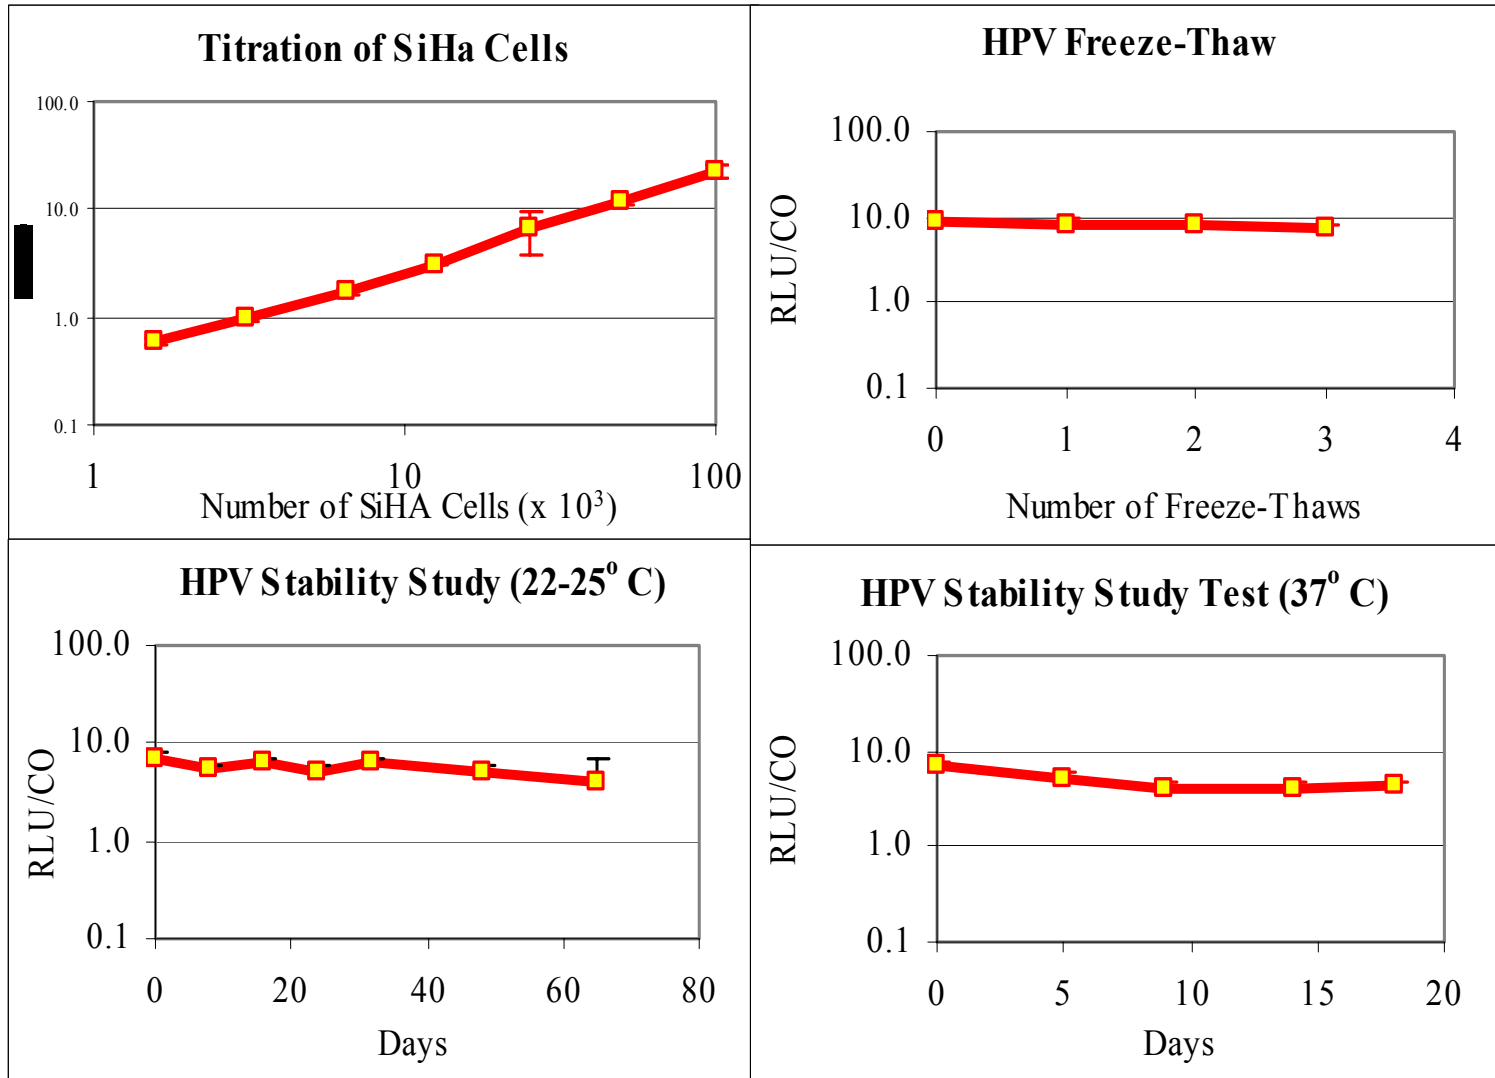 Titration of SiHa Cells
100.0
10.0
1.0
0.1
1 10 100
Number of SiHA Cells (x 10³)
HPV Freeze-Thaw
RLU/CO
100.0
10.0
1.0
0.1
0 1 2 3 4
Number of Freeze-Thaws
HPV Stability Study (22-25° C)
RLU/CO
100.0
10.0
1.0
0.1
0 20 40 60 80
Days
HPV Stability Study Test (37° C)
RLU/CO
100.0
10.0
1.0
0.1
0 5 10 15 20
Days